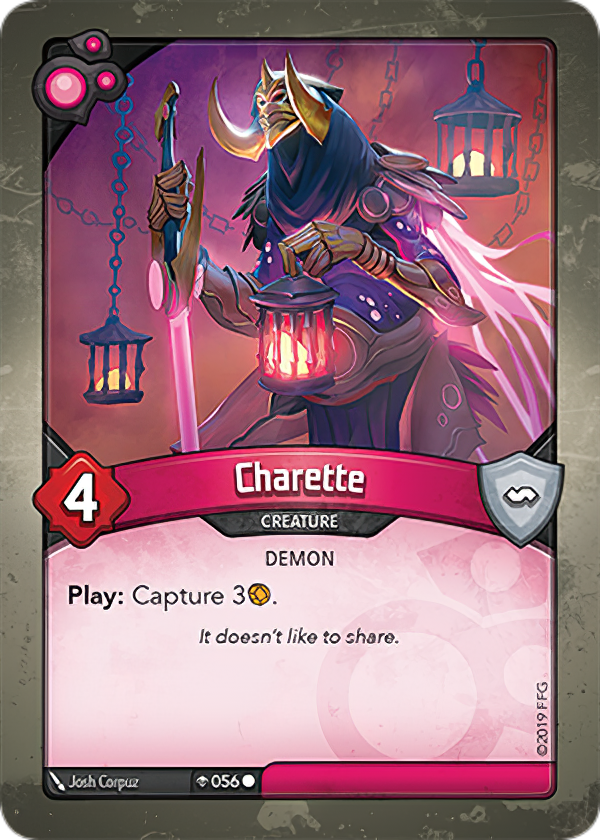 Charette
4
CREATURE
DEMON
Play: Capture 3.
It doesn't like to share.
©2019 FFG
Josh Corpuz
056